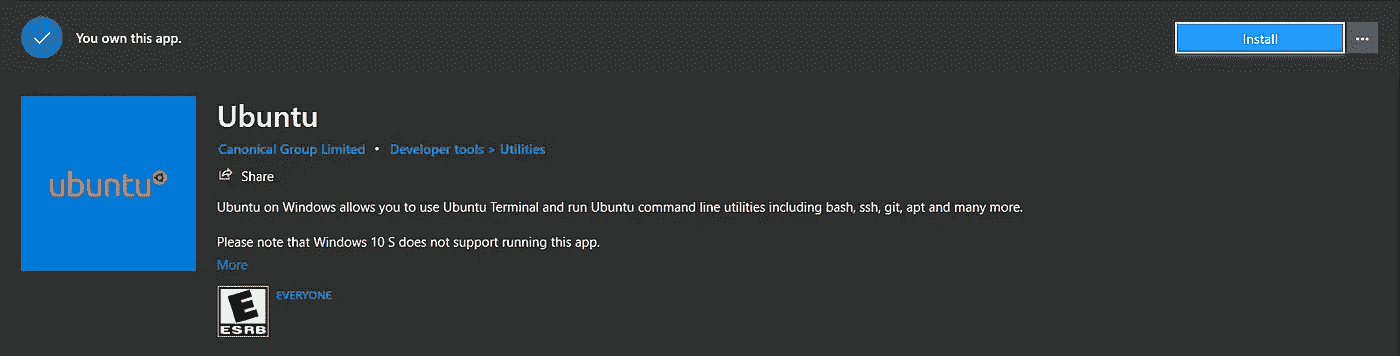 You own this app.
Install
...
Ubuntu
Canonical Group Limited • Developer tools > Utilities
Share
ubuntu
Ubuntu on Windows allows you to use Ubuntu Terminal and run Ubuntu command line utilities including bash, ssh, git, apt and many more.
Please note that Windows 10 S does not support running this app.
More
E
EVERYONE
ESRB